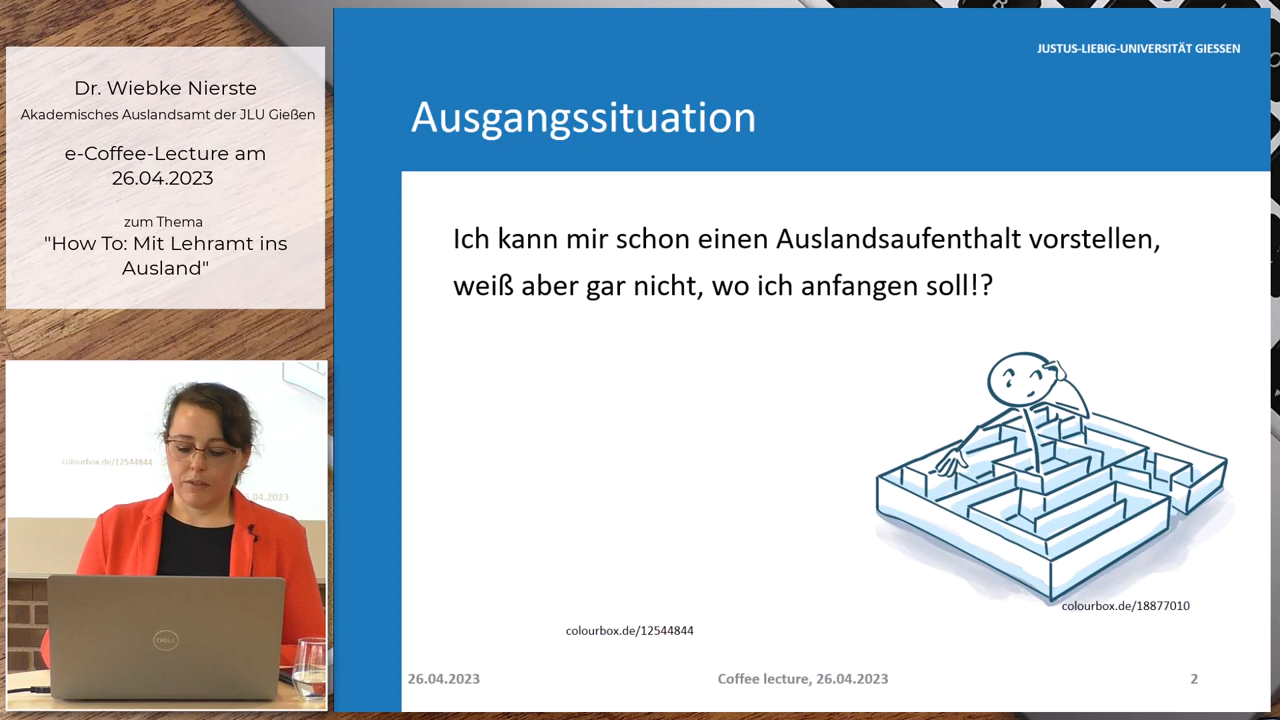 Dr. Wiebke Nierste
Akademisches Auslandsamt der JLU Gießen
e-Coffee-Lecture am
26.04.2023
zum Thema
"How To: Mit Lehramt ins
Ausland"
JUSTUS-LIEBIG-UNIVERSITÄT GIESSEN
Ausgangssituation
Ich kann mir schon einen Auslandsaufenthalt vorstellen,
weiß aber gar nicht, wo ich anfangen soll!?
colourbox.de/18877010
colourbox.de/12544844
26.04.2023
Coffee lecture, 26.04.2023
2
colourbox.de/12544844
.04.2023
DELL